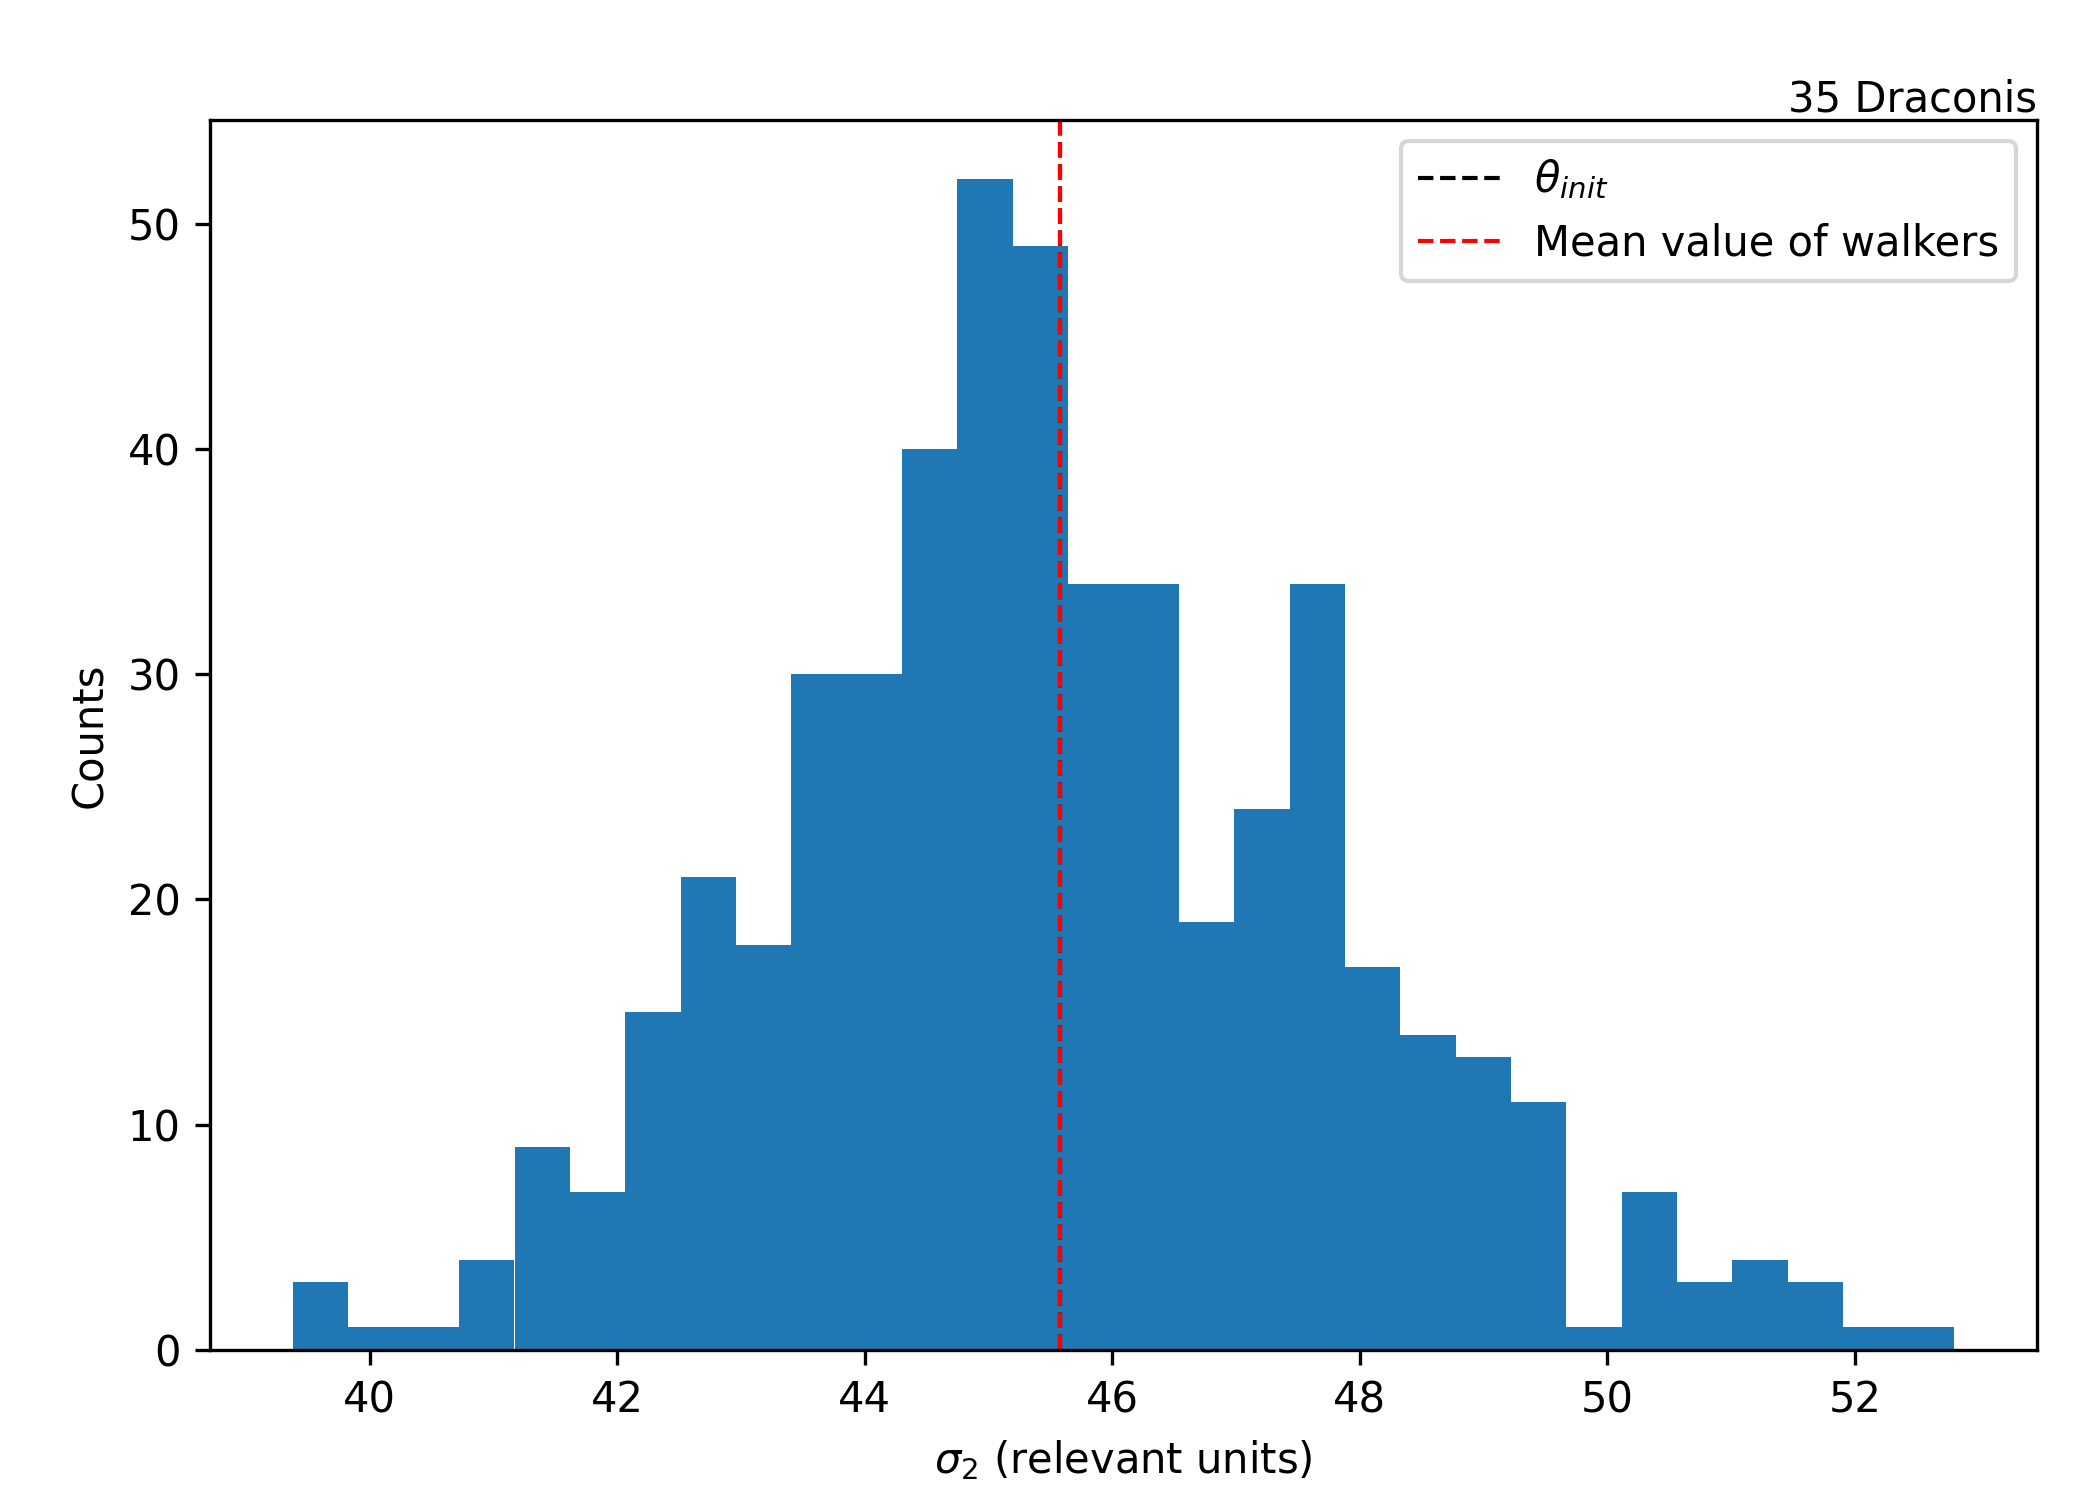 35 Draconis
θinit
Mean value of walkers
50
40
30
20
10
0
Counts
40 42 44 46 48 50 52
σ2 (relevant units)